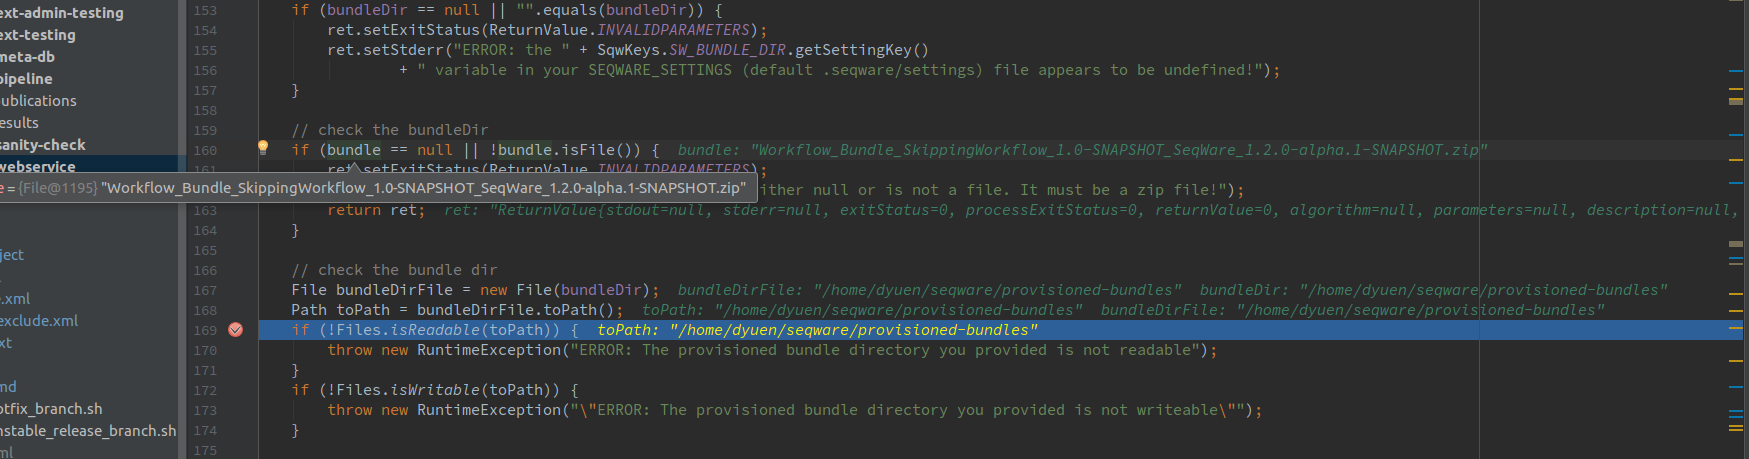 ext-admin-testing
ext-testing
meta-db
pipeline
publications
results
sanity-check
webservice
ject
.xml
exclude.xml
xt
md
otfix_branch.sh
nstable_release_branch.sh
ml
153 if (bundleDir == null || "".equals(bundleDir)) {
154 ret.setExitStatus(ReturnValue.INVALIDPARAMETERS);
155 ret.setStderr("ERROR: the " + SqwKeys.SW_BUNDLE_DIR.getSettingKey()
156 + " variable in your SEQWARE_SETTINGS (default .seqware/settings) file appears to be undefined!");
157 }
158
159 // check the bundleDir
160 if (bundle == null || !bundle.isFile()) { bundle: "Workflow_Bundle_SkippingWorkflow_1.0-SNAPSHOT_SeqWare_1.2.0-alpha.1-SNAPSHOT.zip"
161 ret.setExitStatus(ReturnValue.INVALIDPARAMETERS);
e = {File@1195} "Workflow_Bundle_SkippingWorkflow_1.0-SNAPSHOT_SeqWare_1.2.0-alpha.1-SNAPSHOT.zip"
ither null or is not a file. It must be a zip file!");
163 return ret; ret: "ReturnValue{stdout=null, stderr=null, exitStatus=0, processExitStatus=0, returnValue=0, algorithm=null, parameters=null, description=null,
164 }
165
166 // check the bundle dir
167 File bundleDirFile = new File(bundleDir); bundleDirFile: "/home/dyuen/seqware/provisioned-bundles" bundleDir: "/home/dyuen/seqware/provisioned-bundles"
168 Path toPath = bundleDirFile.toPath(); toPath: "/home/dyuen/seqware/provisioned-bundles" bundleDirFile: "/home/dyuen/seqware/provisioned-bundles"
169 if (!Files.isReadable(toPath)) { toPath: "/home/dyuen/seqware/provisioned-bundles"
170 throw new RuntimeException("ERROR: The provisioned bundle directory you provided is not readable");
171 }
172 if (!Files.isWritable(toPath)) {
173 throw new RuntimeException("\"ERROR: The provisioned bundle directory you provided is not writeable\"");
174 }
175